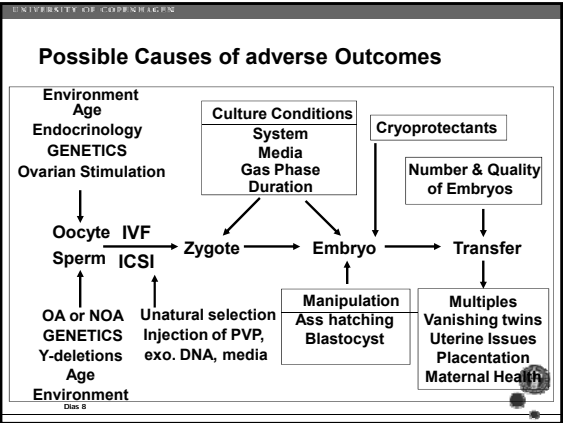 UNIVERSITY OF COPENHAGEN
Possible Causes of adverse Outcomes
Environment
Age
Endocrinology
GENETICS
Ovarian Stimulation
Culture Conditions
System
Media
Gas Phase
Duration
Cryoprotectants
Number & Quality
of Embryos
Oocyte IVF
Sperm ICSI
Zygote
Embryo
Transfer
OA or NOA
GENETICS
Y-deletions
Age
Environment
Unatural selection
Injection of PVP,
exo. DNA, media
Manipulation
Ass hatching
Blastocyst
Multiples
Vanishing twins
Uterine Issues
Placentation
Maternal Health
Dias 8